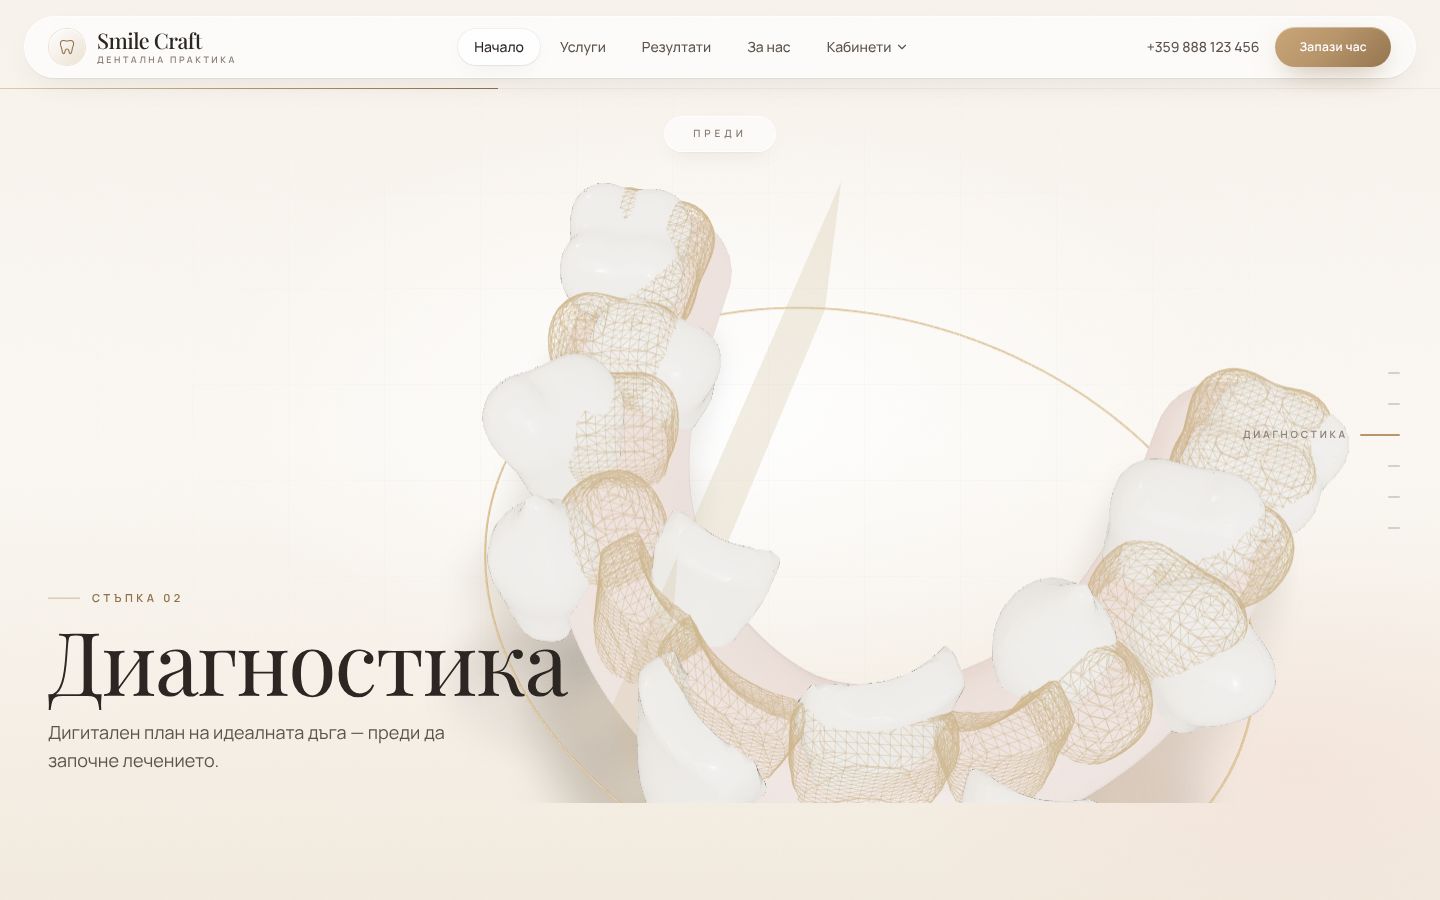 Smile Craft
ДЕНТАЛНА ПРАКТИКА
Начало
Услуги
Резултати
За нас
Кабинети
+359 888 123 456
Запази час
ПРЕДИ
ДИАГНОСТИКА
СТЪПКА 02
Диагностика
Дигитален план на идеалната дъга — преди да
започне лечението.